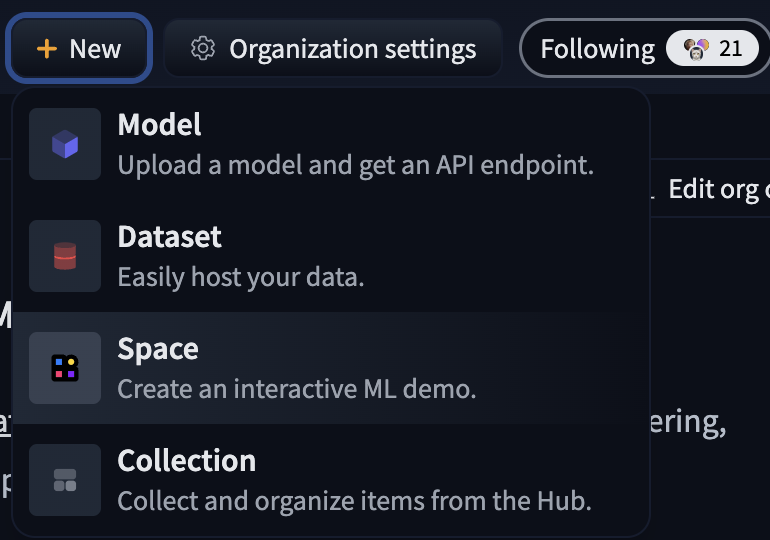 New
Organization settings
Following 21
Model
Upload a model and get an API endpoint.
Edit org
Dataset
Easily host your data.
Space
Create an interactive ML demo.
ering,
Collection
Collect and organize items from the Hub.